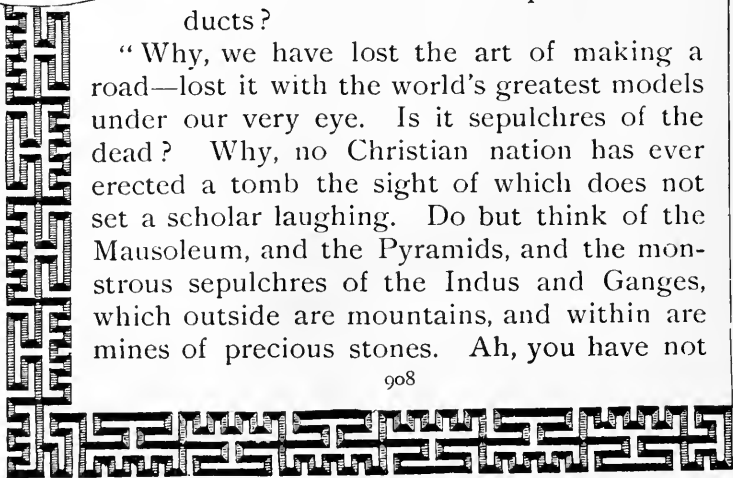 ducts?
“Why, we have lost the art of making a
road—lost it with the world's greatest models
under our very eye. Is it sepulchres of the
dead? Why, no Christian nation has ever
erected a tomb the sight of which does not
set a scholar laughing. Do but think of the
Mausoleum, and the Pyramids, and the mon-
strous sepulchres of the Indus and Ganges,
which outside are mountains, and within are
mines of precious stones. Ah, you have not
908